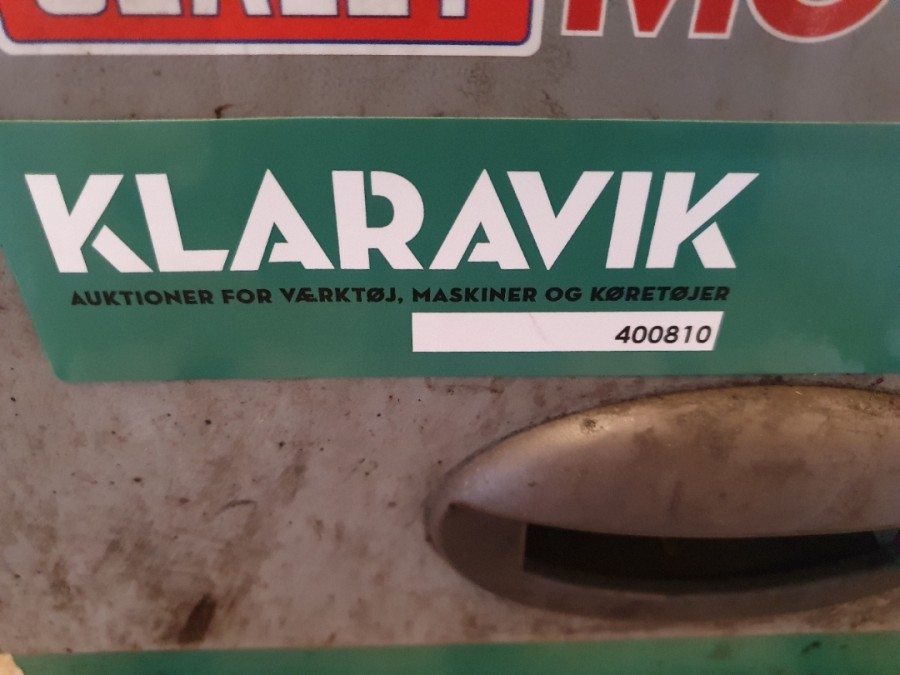 KLARAVIK
AUKTIONER FOR VÆRKTØJ, MASKINER OG KØRETØJER
400810